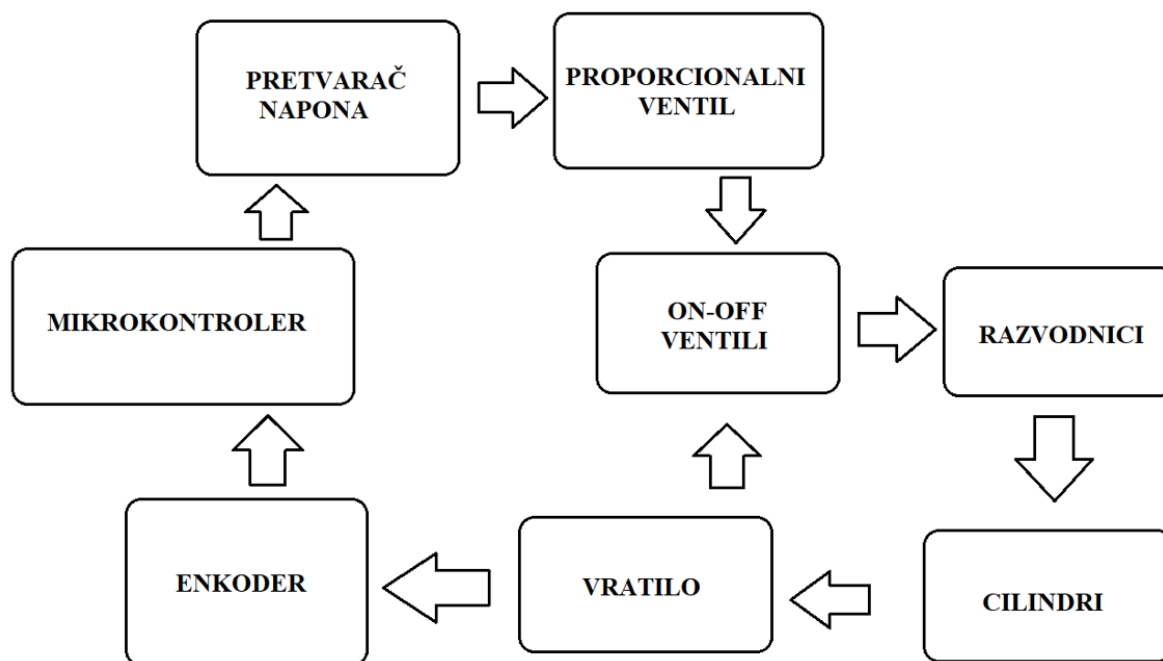 PRETVARAČ
NAPONA
PROPORCIONALNI
VENTIL
MIKROKONTROLER
ON-OFF
VENTILI
RAZVODNICI
ENKODER
VRATILO
CILINDRI